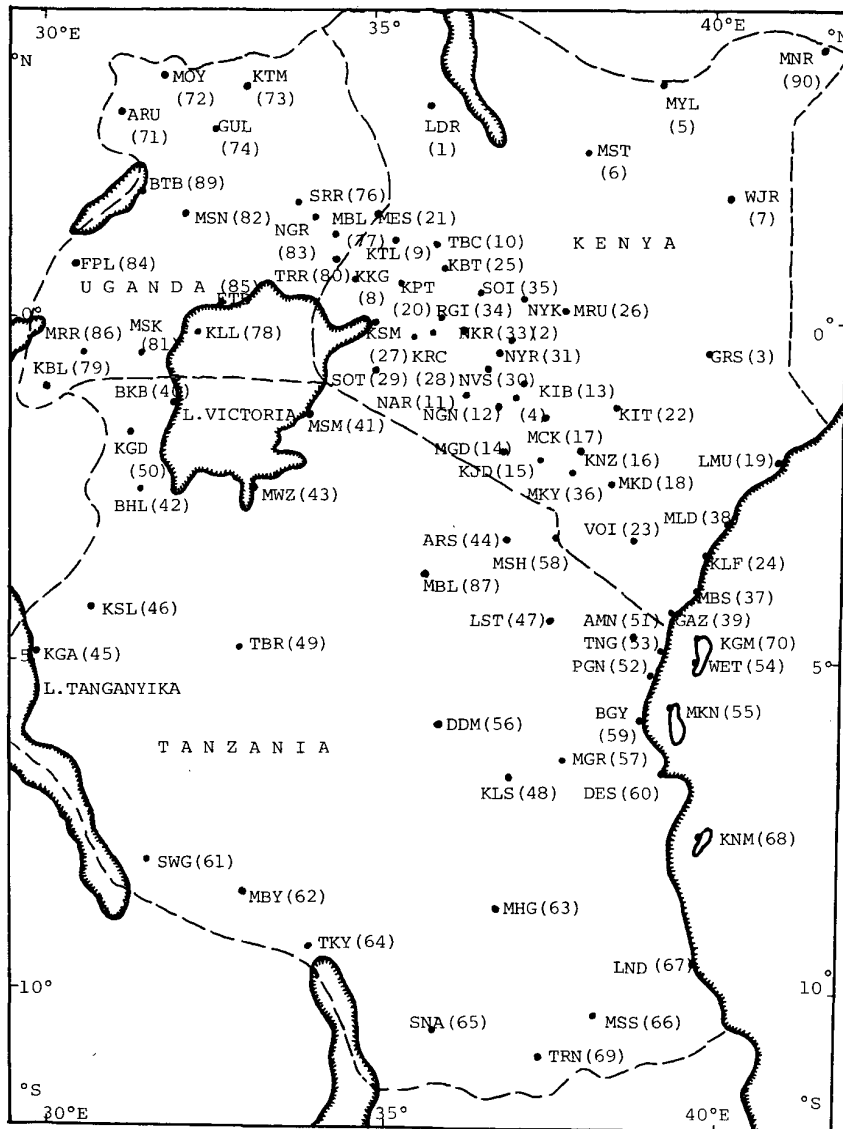 30°E 35° 40°E
°N °N
MOY
(72)
KTM
(73)
MNR
(90)
ARU
(71)
GUL
(74)
LDR
(1)
MYL
(5)
MST
(6)
BTB(89)
SRR(76)
WJR
(7)
MSN(82)
NGR
(83)
MBL
(77)
MES(21)
KTL(9)
TBC(10)
KENYA
FPL(84)
TRR(80)
KKG
(8)
KPT
(20)
KBT(25)
SOI(35)
UGANDA
(85)
0° 0°
RGI(34)
NYK
(2)
MRU(26)
MRR(86)
MSK
(81)
KLL(78)
KSM
(27)
KRC
(28)
NKR(33)
NYR(31)
GRS(3)
KBL(79)
SOT(29)
NVS(30)
BKB(40)
L.VICTORIA
NAR(11)
KIB(13)
MSM(41)
NGN(12)
(4)
KIT(22)
KGD
(50)
MCK(17)
MGD(14)
KNZ(16)
LMU(19)
KJD(15)
BHL(42)
MWZ(43)
MKY(36)
MKD(18)
MLD(38)
ARS(44)
VOI(23)
MSH(58)
KLF(24)
MBL(87)
MBS(37)
KSL(46)
LST(47)
AMN(51)
GAZ(39)
KGA(45)
TBR(49)
TNG(53)
KGM(70)
5° 5°
PGN(52)
WET(54)
L.TANGANYIKA
DDM(56)
BGY
(59)
MKN(55)
TANZANIA
MGR(57)
KLS(48)
DES(60)
KNM(68)
SWG(61)
MBY(62)
MHG(63)
TKY(64)
LND(67)
10° 10°
SNA(65)
MSS(66)
TRN(69)
°S °S
30°E 35° 40°E